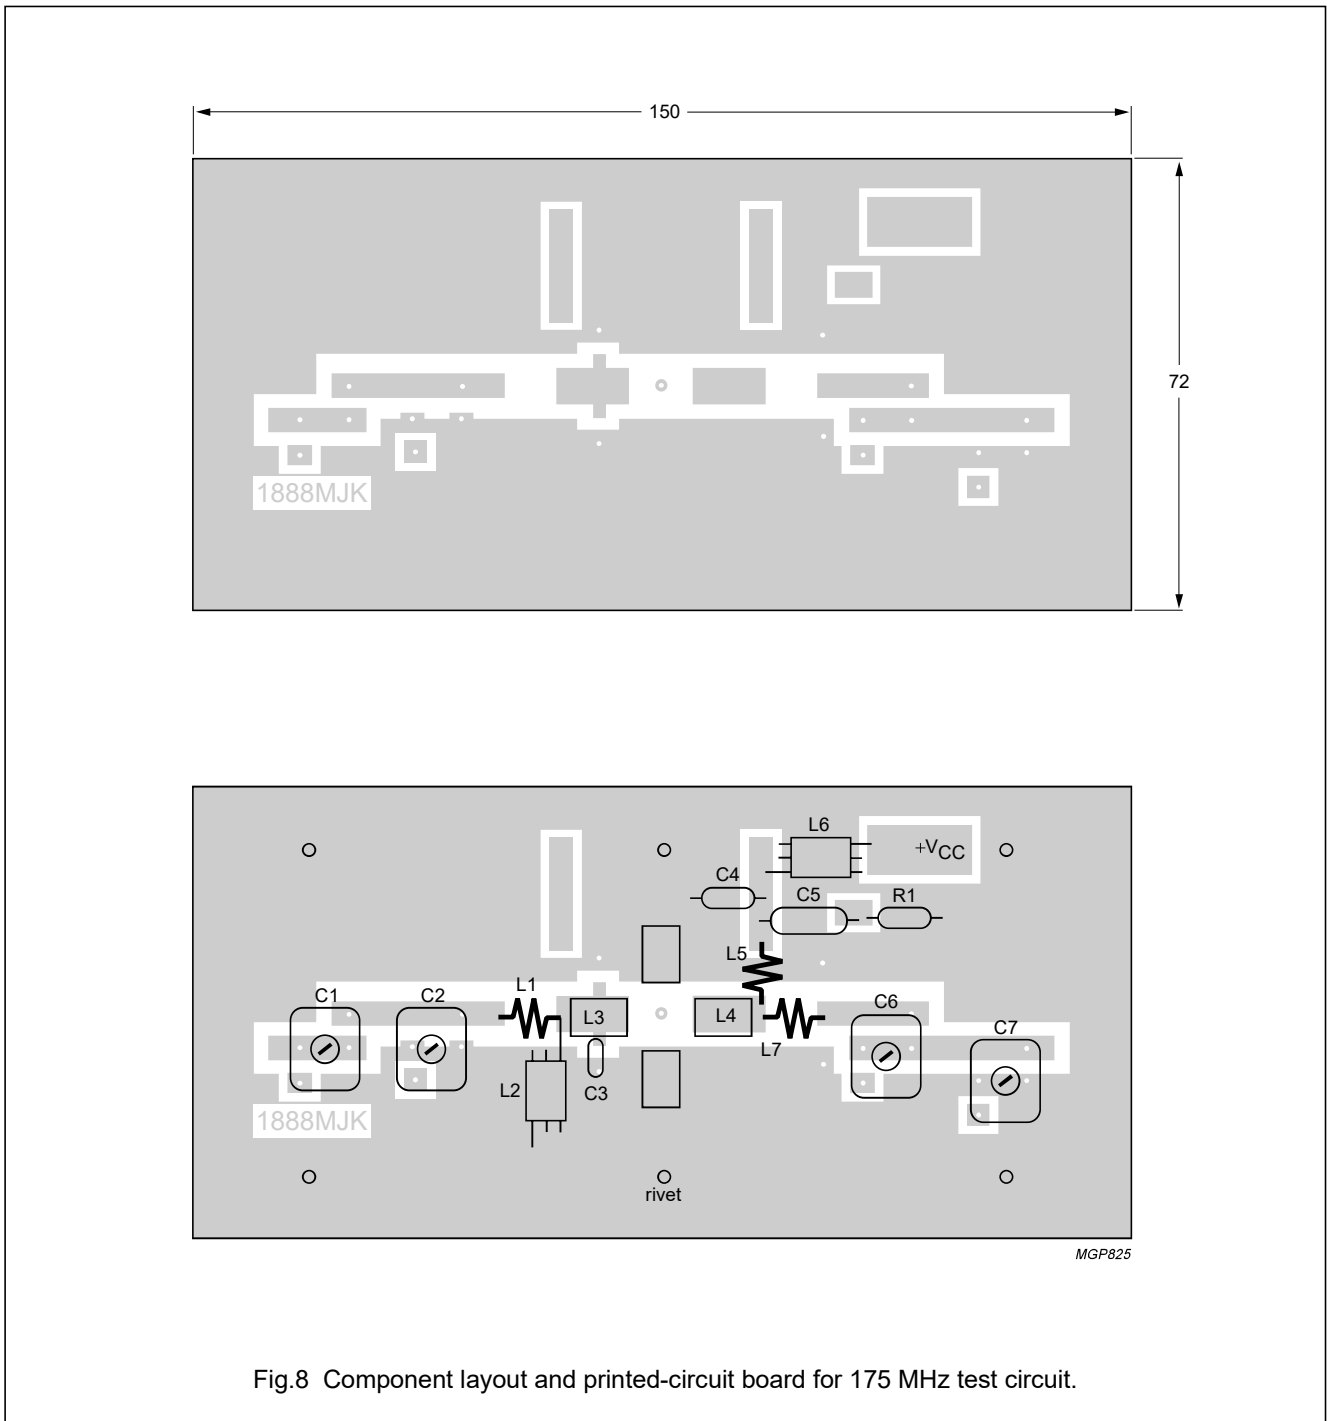 150
72
1888MJK
L6
+VCC
C4
C5
R1
L5
C1
C2
L1
L3
L4
C6
C7
L7
L2
C3
1888MJK
rivet
MGP825
Fig.8 Component layout and printed-circuit board for 175 MHz test circuit.